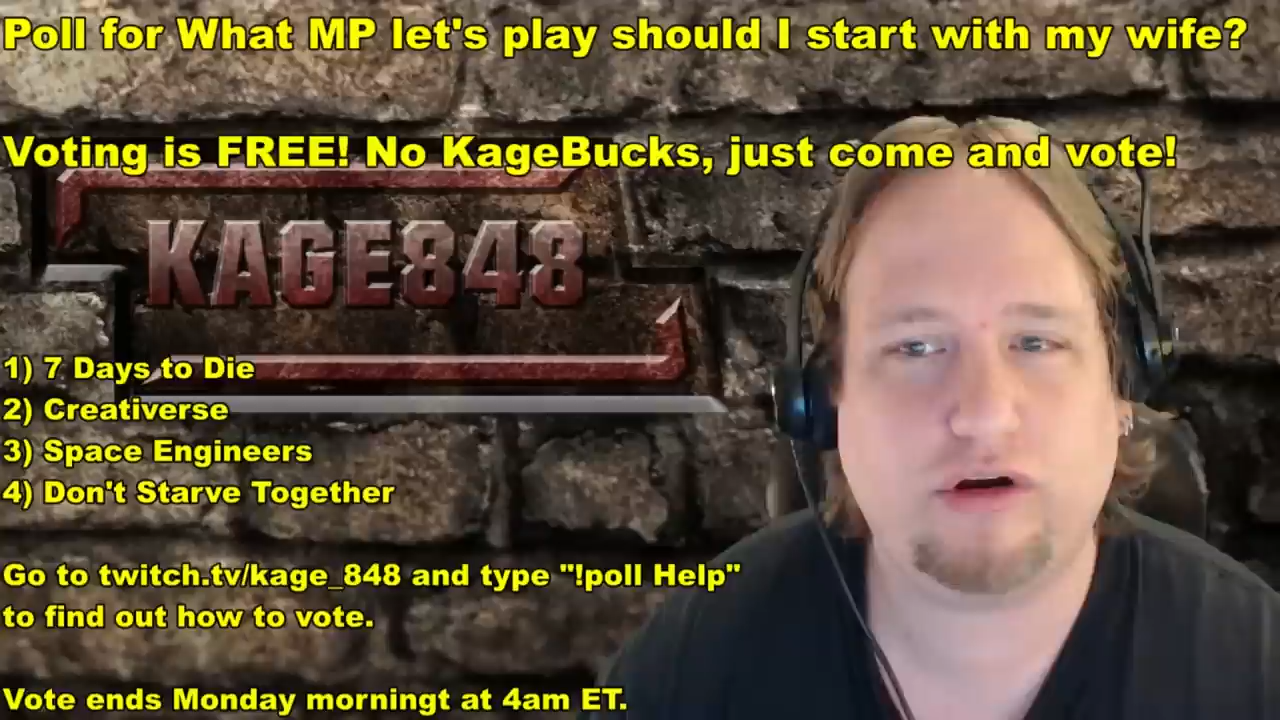 Poll for What MP let's play should I start with my wife?
Voting is FREE! No KageBucks, just come and vote!
KAGE848
1) 7 Days to Die
2) Creativerse
3) Space Engineers
4) Don't Starve Together
Go to twitch.tv/kage_848 and type "!poll Help"
to find out how to vote.
Vote ends Monday morningt at 4am ET.